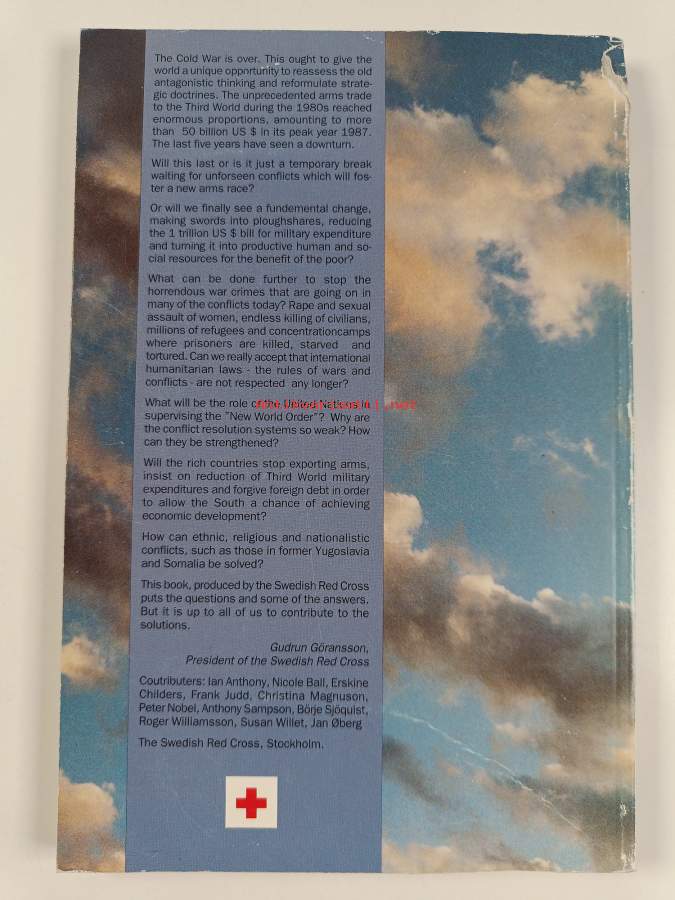 The Cold War is over. This ought to give the
world a unique opportunity to reassess the old
antagonistic thinking and reformulate strate-
gic doctrines. The unprecedented arms trade
to the Third World during the 1980s reached
enormous proportions, amounting to more
than 50 billion US $ in its peak year 1987.
The last five years have seen a downturn.
Will this last or is it just a temporary break
waiting for unforseen conflicts which will fos-
ter a new arms race?
Or will we finally see a fundemental change,
making swords into ploughshares, reducing
the 1 trillion US $ bill for military expenditure
and turning it into productive human and so-
cial resources for the benefit of the poor?
What can be done further to stop the
horrendous war crimes that are going on in
many of the conflicts today? Rape and sexual
assault of women, endless killing of civilians,
millions of refugees and concentrationcamps
where prisoners are killed, starved and
tortured. Can we really accept that international
humanitarian laws - the rules of wars and
conflicts - are not respected any longer?
What will be the role of the United Nations in
supervising the "New World Order"? Why are
the conflict resolution systems so weak? How
can they be strengthened?
Will the rich countries stop exporting arms,
insist on reduction of Third World military
expenditures and forgive foreign debt in order
to allow the South a chance of achieving
economic development?
How can ethnic, religious and nationalistic
conflicts, such as those in former Yugoslavia
and Somalia be solved?
This book, produced by the Swedish Red Cross
puts the questions and some of the answers.
But it is up to all of us to contribute to the
solutions.
Gudrun Göransson,
President of the Swedish Red Cross
Coutributers: Ian Anthony, Nicole Ball, Erskine
Childers, Frank Judd, Christina Magnuson,
Peter Nobel, Anthony Sampson, Börje Sjöquist,
Roger Williamsson, Susan Willet, Jan Øberg
The Swedish Red Cross, Stockholm.